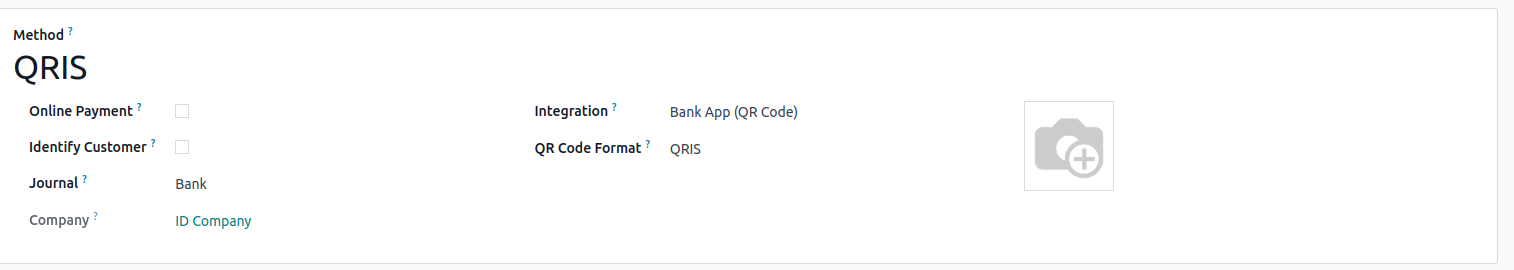 Method ?
QRIS
Online Payment ?
Identify Customer ?
Journal ? Bank
Company ? ID Company
Integration ? Bank App (QR Code)
QR Code Format ? QRIS